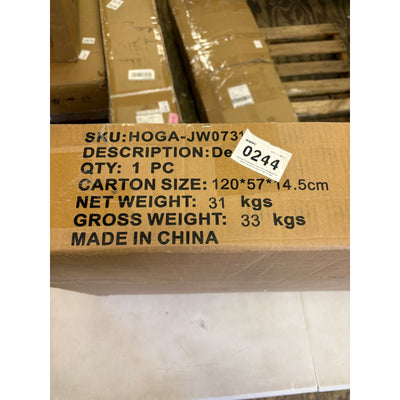 SKU:HOGA-JW073
DESCRIPTION:De
0244
QTY: 1 PC
CARTON SIZE: 120*57*14.5cm
NET WEIGHT: 31 kgs
GROSS WEIGHT: 33 kgs
MADE IN CHINA